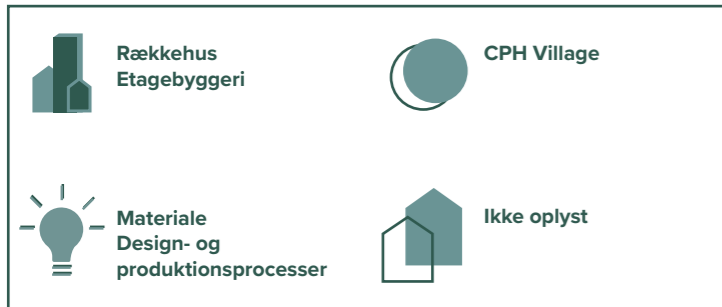 Rækkehus
Etagebyggeri
CPH Village
Materiale
Design- og
produktionsprocesser
Ikke oplyst